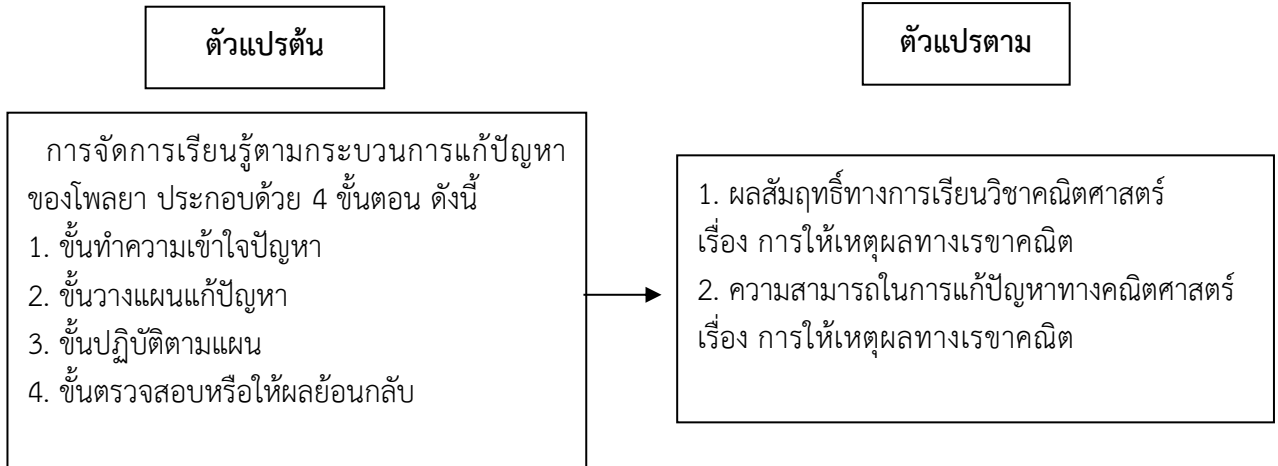 ตัวแปรต้น
ตัวแปรตาม
การจัดการเรียนรู้ตามกระบวนการแก้ปัญหา
ของโพลยา ประกอบด้วย 4 ขั้นตอน ดังนี้
1. ขั้นทำความเข้าใจปัญหา
2. ขั้นวางแผนแก้ปัญหา
3. ขั้นปฏิบัติตามแผน
4. ขั้นตรวจสอบหรือให้ผลย้อนกลับ
1. ผลสัมฤทธิ์ทางการเรียนวิชาคณิตศาสตร์
เรื่อง การให้เหตุผลทางเรขาคณิต
2. ความสามารถในการแก้ปัญหาทางคณิตศาสตร์
เรื่อง การให้เหตุผลทางเรขาคณิต